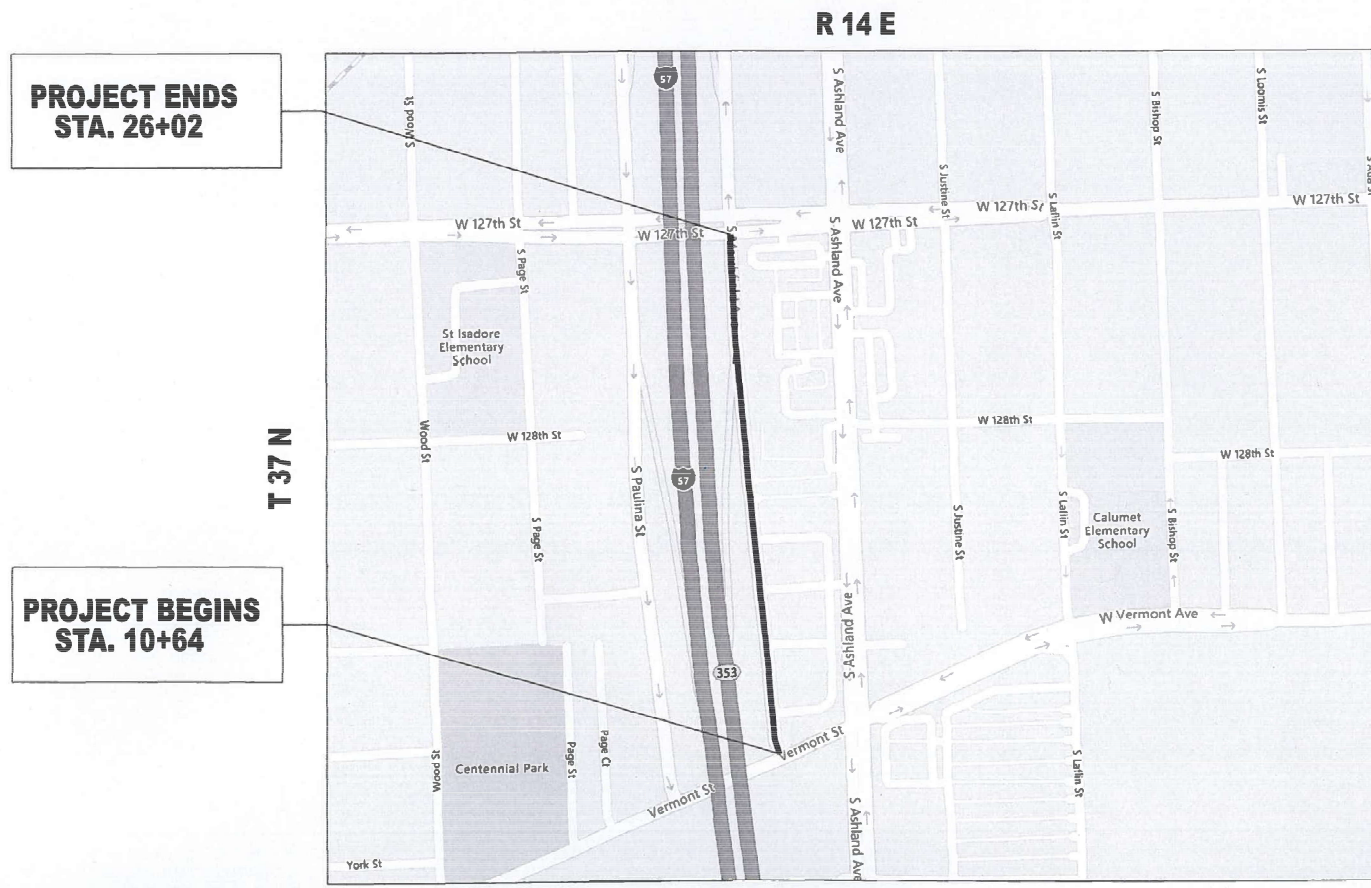 R 14 E
PROJECT ENDS
STA. 26+02
T 37 N
PROJECT BEGINS
STA. 10+64
57
S Wood St
S Ashland Ave
S Bishop St
S Loomis St
S Justine St
S Laflin St
W 127th St
W 127th St
W 127th St
W 127th St
W 127th St
S Page St
S Ashland Ave
St Isadore
Elementary
School
Wood St
W 128th St
W 128th St
W 128th St
57
S Paulina St
S Page St
S Justine St
S Laflin St
Calumet
Elementary
School
S Bishop St
S Ashland Ave
W Vermont Ave
353
Vermont St
Wood St
Centennial Park
Page St
Page Ct
Vermont St
S Laflin St
S Ashland Ave
York St